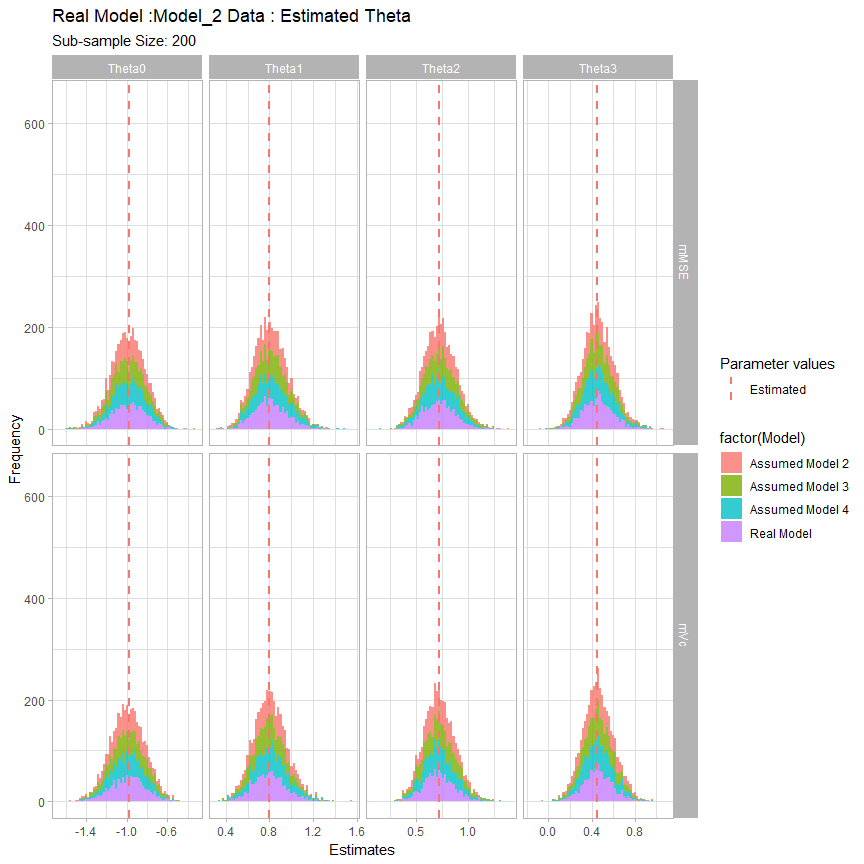 Real Model :Model_2 Data : Estimated Theta
Sub-sample Size: 200
Theta0 Theta1 Theta2 Theta3
600
400
200
0
mMSE
600
400
200
0
mVc
Frequency
-1.4 -1.0 -0.6 0.4 0.8 1.2 1.6 0.5 1.0 0.0 0.4 0.8
Estimates
Parameter values
Estimated
factor(Model)
Assumed Model 2
Assumed Model 3
Assumed Model 4
Real Model